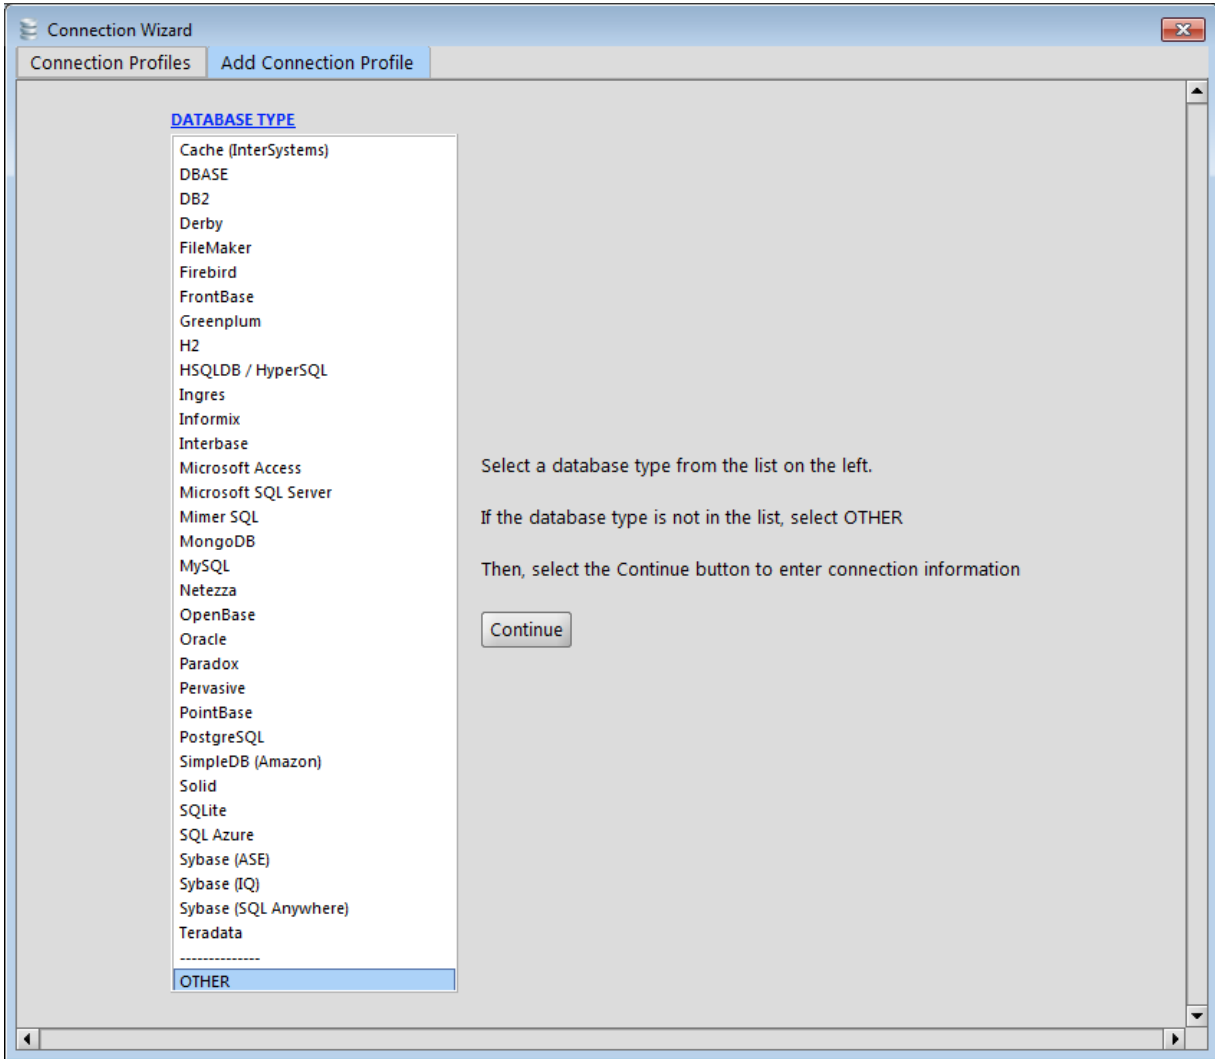 Connection Wizard
Connection Profiles
Add Connection Profile
DATABASE TYPE
Cache (InterSystems)
DBASE
DB2
Derby
FileMaker
Firebird
FrontBase
Greenplum
H2
HSQLDB / HyperSQL
Ingres
Informix
Interbase
Microsoft Access
Microsoft SQL Server
Mimer SQL
MongoDB
MySQL
Netezza
OpenBase
Oracle
Paradox
Pervasive
PointBase
PostgreSQL
SimpleDB (Amazon)
Solid
SQLite
SQL Azure
Sybase (ASE)
Sybase (IQ)
Sybase (SQL Anywhere)
Teradata
--------------
OTHER
Select a database type from the list on the left.
If the database type is not in the list, select OTHER
Then, select the Continue button to enter connection information
Continue